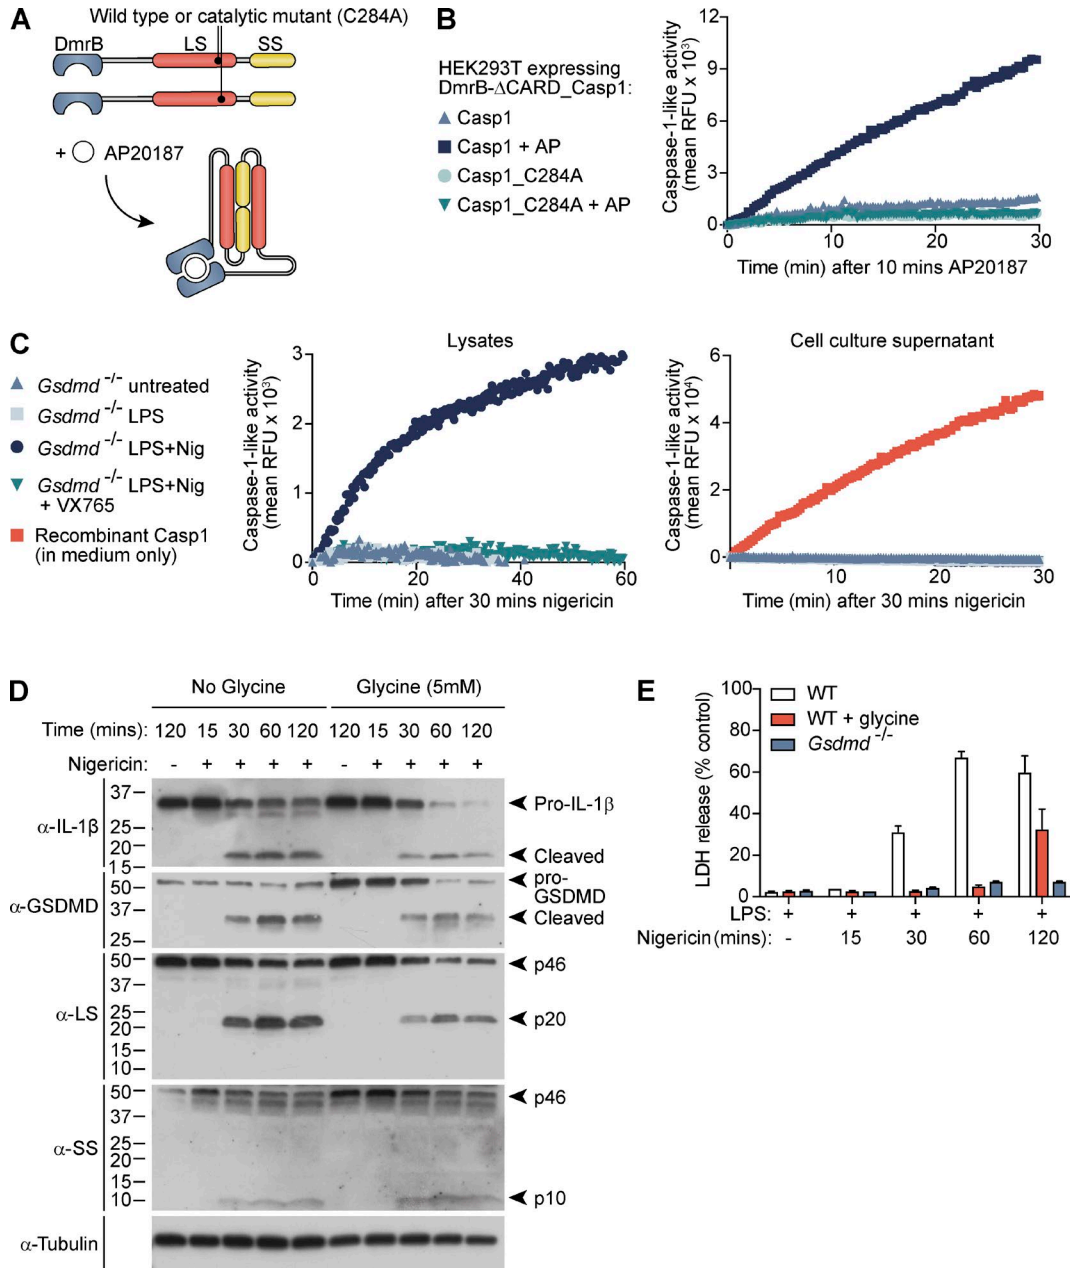 A
Wild type or catalytic mutant (C284A)
DmrB
LS
SS
+ AP20187
B
HEK293T expressing
DmrB-ΔCARD_Casp1:
Casp1
Casp1 + AP
Casp1_C284A
Casp1_C284A + AP
Caspase-1-like activity
(mean RFU x 10³)
12
9
6
3
0
0 10 20 30
Time (min) after 10 mins AP20187
C
Gsdmd -/- untreated
Gsdmd -/- LPS
Gsdmd -/- LPS+Nig
Gsdmd -/- LPS+Nig
+ VX765
Recombinant Casp1
(in medium only)
Lysates
Caspase-1-like activity
(mean RFU x 10³)
3
2
1
0
0 20 40 60
Time (min) after 30 mins nigericin
Cell culture supernatant
Caspase-1-like activity
(mean RFU x 10⁴)
6
4
2
0
10 20 30
Time (min) after 30 mins nigericin
D
No Glycine Glycine (5mM)
Time (mins): 120 15 30 60 120 120 15 30 60 120
Nigericin: - + + + + - + + + +
α-IL-1β
37
25
20
15
Pro-IL-1β
Cleaved
α-GSDMD
50
37
25
pro-
GSDMD
Cleaved
α-LS
50
37
25
20
15
10
p46
p20
α-SS
50
37
25
20
15
10
p46
p10
α-Tubulin
E
WT
WT + glycine
Gsdmd -/-
LDH release (% control)
100
80
60
40
20
0
LPS: + + + + +
Nigericin (mins): - 15 30 60 120